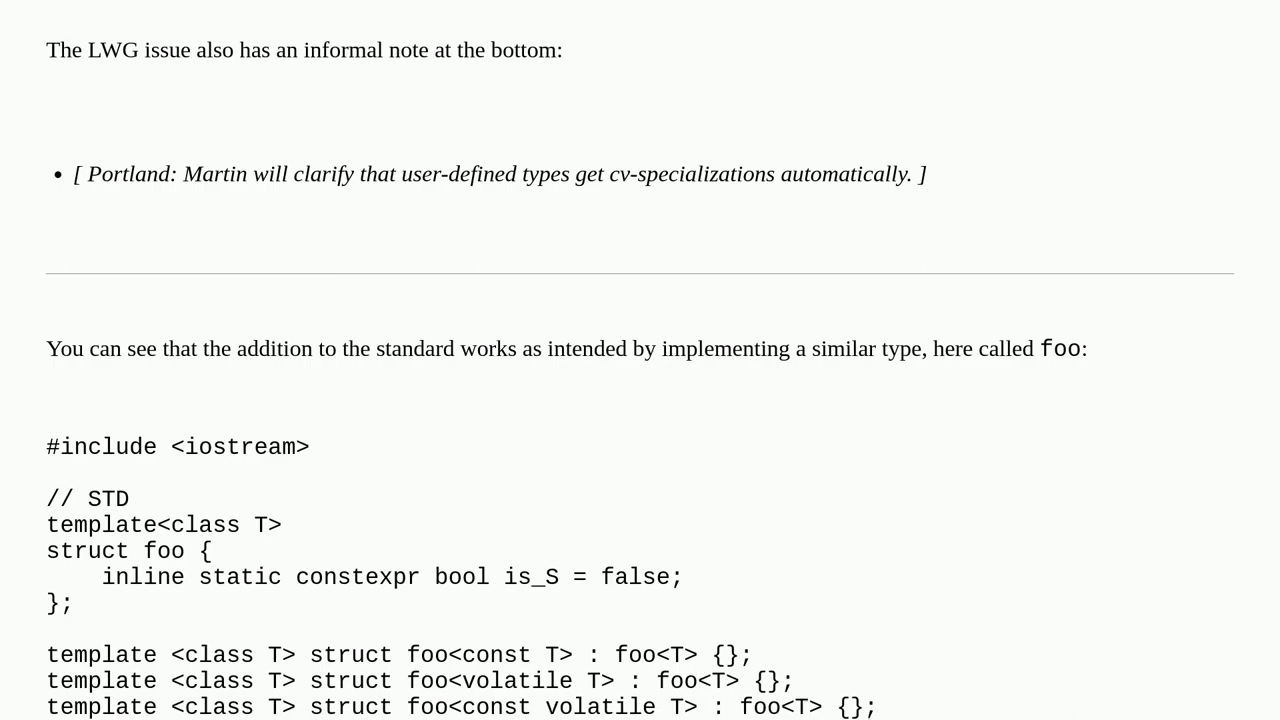 The LWG issue also has an informal note at the bottom:
• [ Portland: Martin will clarify that user-defined types get cv-specializations automatically. ]
You can see that the addition to the standard works as intended by implementing a similar type, here called foo:
#include <iostream>
// STD
template<class T>
struct foo {
    inline static constexpr bool is_S = false;
};
template <class T> struct foo<const T> : foo<T> {};
template <class T> struct foo<volatile T> : foo<T> {};
template <class T> struct foo<const volatile T> : foo<T> {};